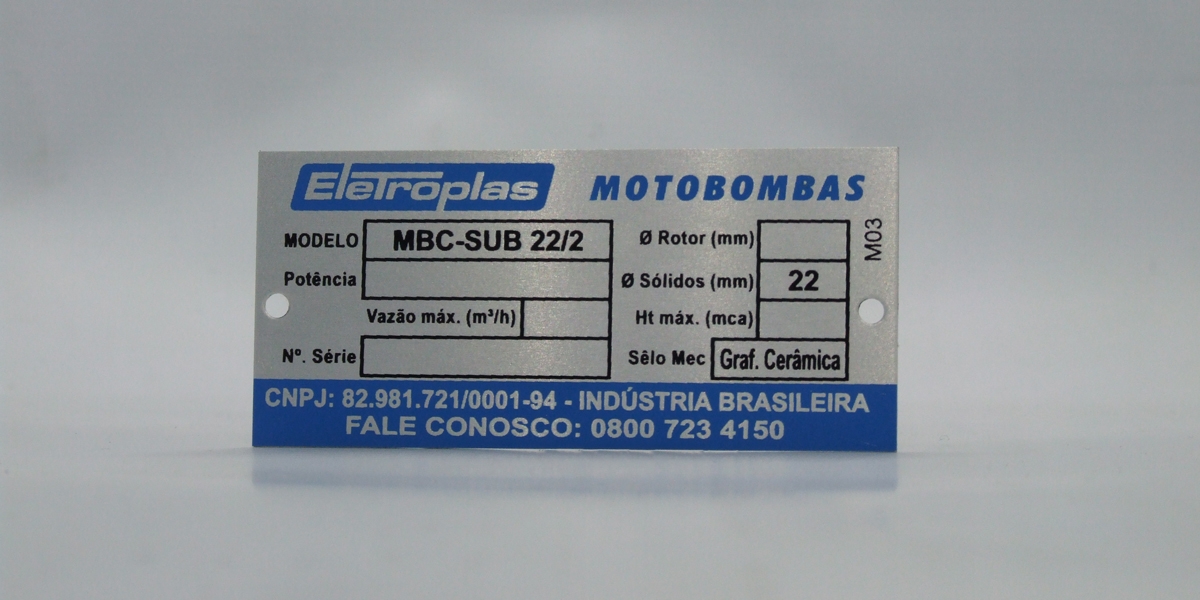 Eletroplas MOTOBOMBAS
MODELO MBC-SUB 22/2 Ø Rotor (mm) M03
Potência Ø Sólidos (mm) 22
Vazão máx. (m³/h) Ht máx. (mca)
Nº. Série Sêlo Mec Graf. Cerâmica
CNPJ: 82.981.721/0001-94 - INDÚSTRIA BRASILEIRA
FALE CONOSCO: 0800 723 4150